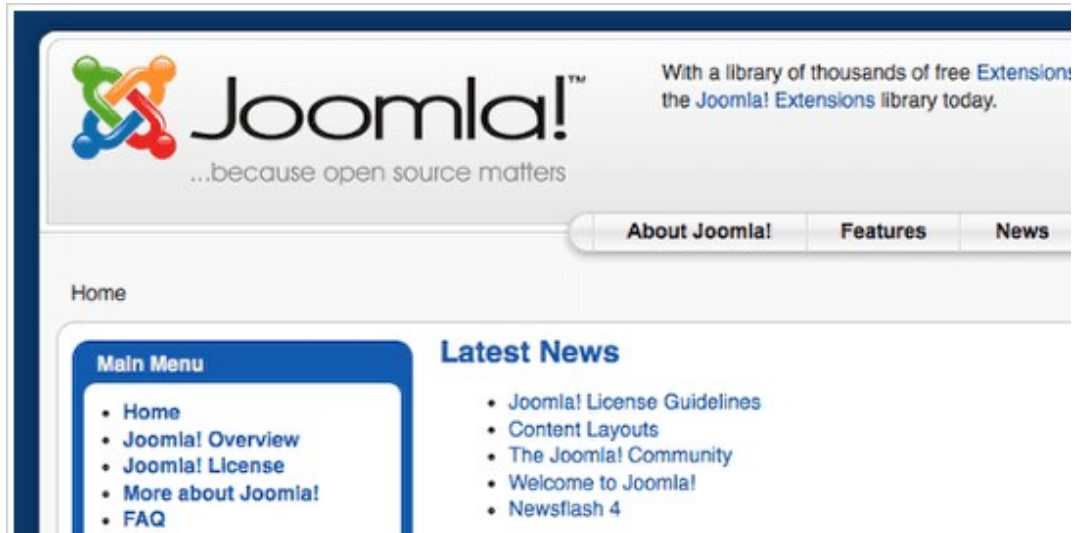 Joomla!™
...because open source matters
With a library of thousands of free Extensions
the Joomla! Extensions library today.
About Joomla! Features News
Home
Main Menu
Home
Joomla! Overview
Joomla! License
More about Joomla!
FAQ
Latest News
Joomla! License Guidelines
Content Layouts
The Joomla! Community
Welcome to Joomla!
Newsflash 4